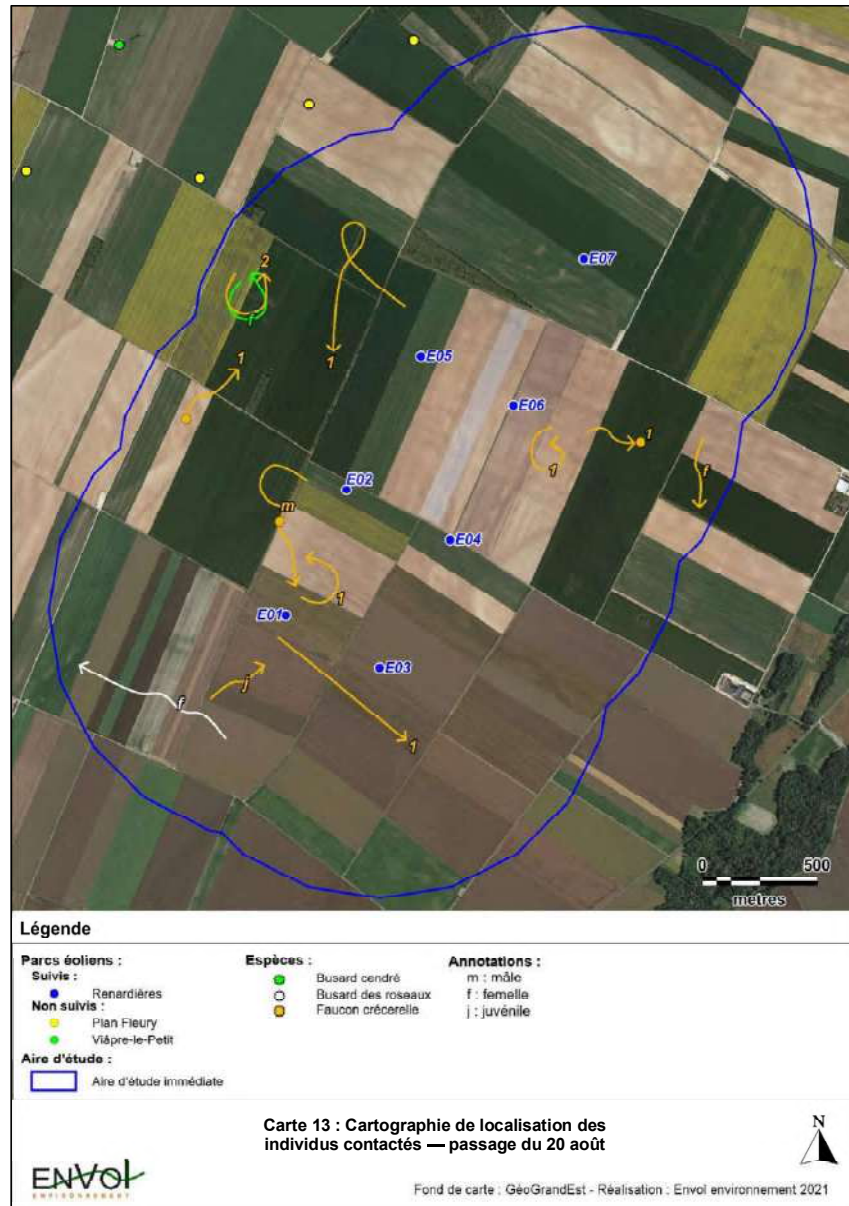 E07
2
f
1
1
E05
E06
1
1
f
E02
m
E04
1
E01
E03
j
f
1
0 500
metres
Légende
Parcs éoliens :
Suivis :
Renardières
Non suivis :
Plan Fleury
Viâpre-le-Petit
Aire d'étude :
Aire d'étude immédiate
Espèces :
Busard cendré
Busard des roseaux
Faucon crécerelle
Annotations :
m : mâle
f : femelle
j : juvénile
Carte 13 : Cartographie de localisation des
individus contactés — passage du 20 août
N
ENVOL
ENVIRONNEMENT
Fond de carte : GéoGrandEst - Réalisation : Envol environnement 2021